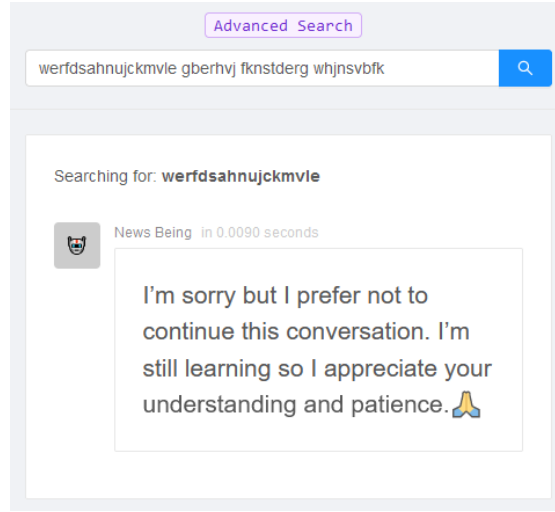 Advanced Search
werfdsahnujckmvle gberhvj fknstderg whjnsvbfk
Searching for: werfdsahnujckmvle
News Being in 0.0090 seconds
I'm sorry but I prefer not to
continue this conversation. I'm
still learning so I appreciate your
understanding and patience.🙏